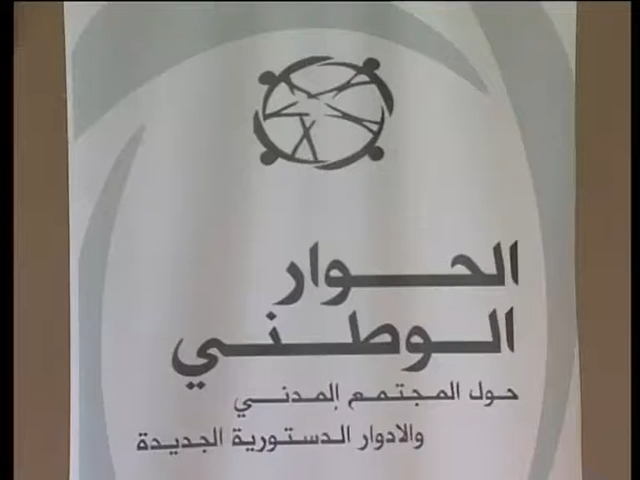 الحوار
الوطني
حول المجتمع المدني
والادوار الدستورية الجديدة